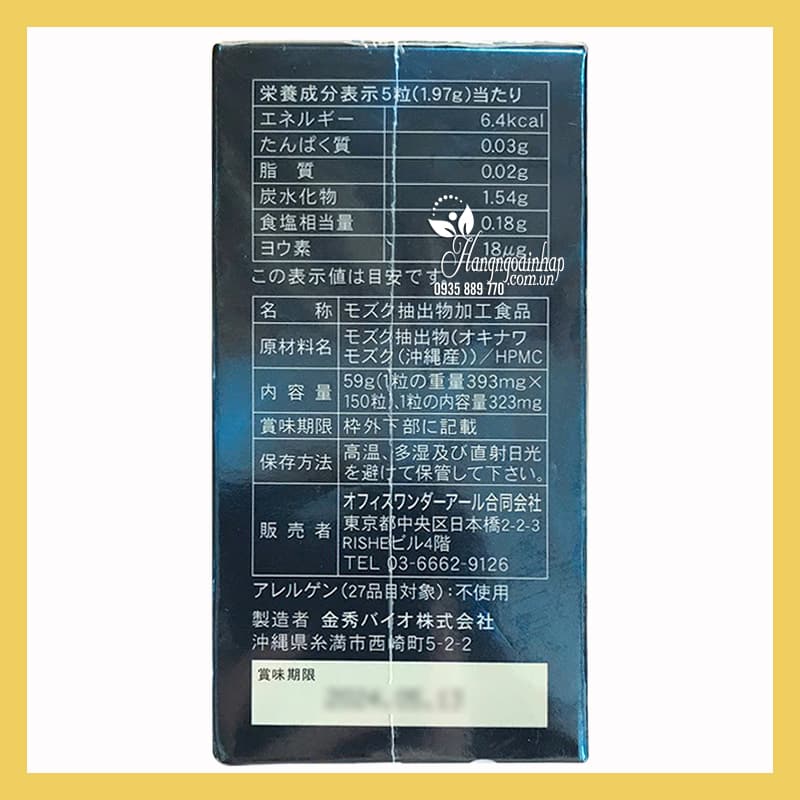 栄養成分表示5粒(1.97g)当たり
エネルギー 6.4kcal
たんぱく質 0.03g
脂 質 0.02g
炭水化物 1.54g
食塩相当量 0.18g
ヨウ素 18μg
この表示値は目安です
Hangngoainhap
.com.vn
0935 889 770
名 称 モズク抽出物加工食品
原材料名 モズク抽出物(オキナワ
モズク(沖縄産))/HPMC
内容量 59g(1粒の重量393mg×
150粒)、1粒の内容量323mg
賞味期限 枠外下部に記載
保存方法 高温、多湿及び直射日光
を避けて保管して下さい。
販売者 オフィスワンダーアール合同会社
東京都中央区日本橋2-2-3
RISHEビル4階
TEL 03-6662-9126
アレルゲン(27品目対象):不使用
製造者 金秀バイオ株式会社
沖縄県糸満市西崎町5-2-2
賞味期限